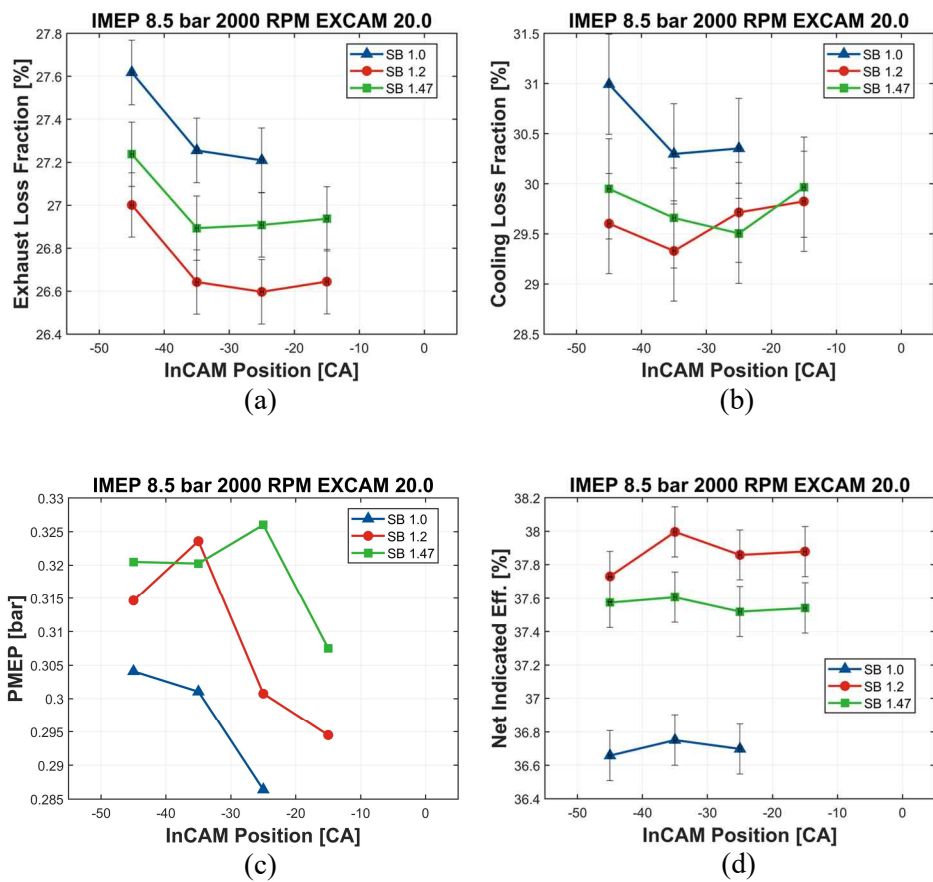 IMEP 8.5 bar 2000 RPM EXCAM 20.0
Exhaust Loss Fraction [%]
27.8
27.6
27.4
27.2
27
26.8
26.6
26.4
SB 1.0
SB 1.2
SB 1.47
-50
-40
-30
-20
-10
0
InCAM Position [CA]
(a)
IMEP 8.5 bar 2000 RPM EXCAM 20.0
Cooling Loss Fraction [%]
31.5
31
30.5
30
29.5
29
28.5
SB 1.0
SB 1.2
SB 1.47
-50
-40
-30
-20
-10
0
InCAM Position [CA]
(b)
IMEP 8.5 bar 2000 RPM EXCAM 20.0
PMEP [bar]
0.33
0.325
0.32
0.315
0.31
0.305
0.3
0.295
0.29
0.285
SB 1.0
SB 1.2
SB 1.47
-50
-40
-30
-20
-10
0
InCAM Position [CA]
(c)
IMEP 8.5 bar 2000 RPM EXCAM 20.0
Net Indicated Eff. [%]
38.2
38
37.8
37.6
37.4
37.2
37
36.8
36.6
36.4
SB 1.0
SB 1.2
SB 1.47
-50
-40
-30
-20
-10
0
InCAM Position [CA]
(d)